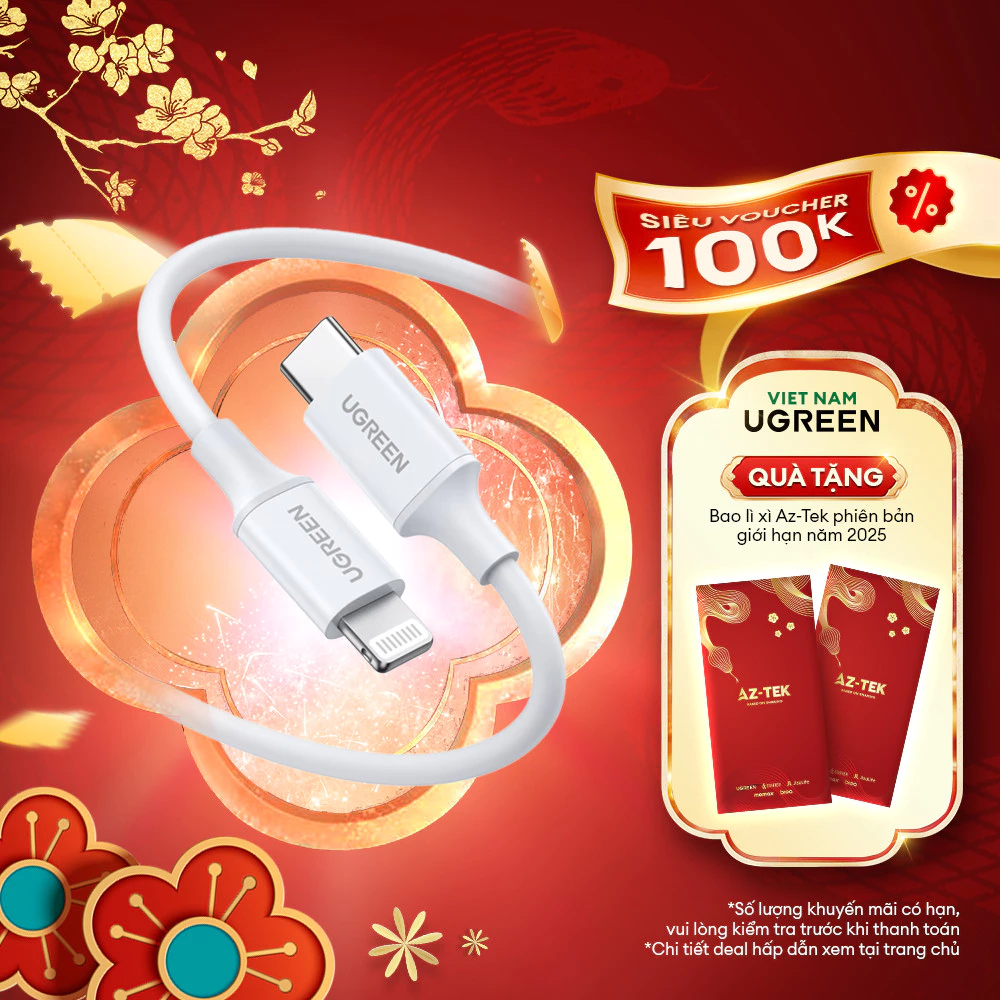 SIÊU VOUCHER
100K
%
VIET NAM
UGREEN
QUÀ TẶNG
Bao lì xì Az-Tek phiên bản
giới hạn năm 2025
UGREEN
UGREEN
AZ-TEK
AZ-TEK
UGREEN
momax
*Số lượng khuyến mãi có hạn,
vui lòng kiểm tra trước khi thanh toán
*Chi tiết deal hấp dẫn xem tại trang chủ